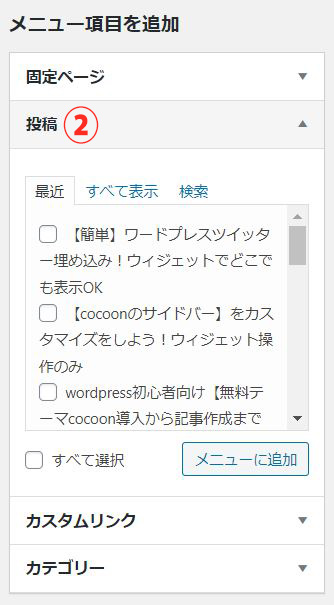 メニュー項目を追加
固定ページ
投稿 ②
最近 すべて表示 検索
【簡単】ワードプレスツイッタ
ー埋め込み！ウィジェットでどこで
も表示OK
【cocoonのサイドバー】をカス
タマイズをしよう！ウィジェット操
作のみ
wordpress初心者向け【無料テ
ーマcocoon導入から記事作成まで
すべて選択 メニューに追加
カスタムリンク
カテゴリー